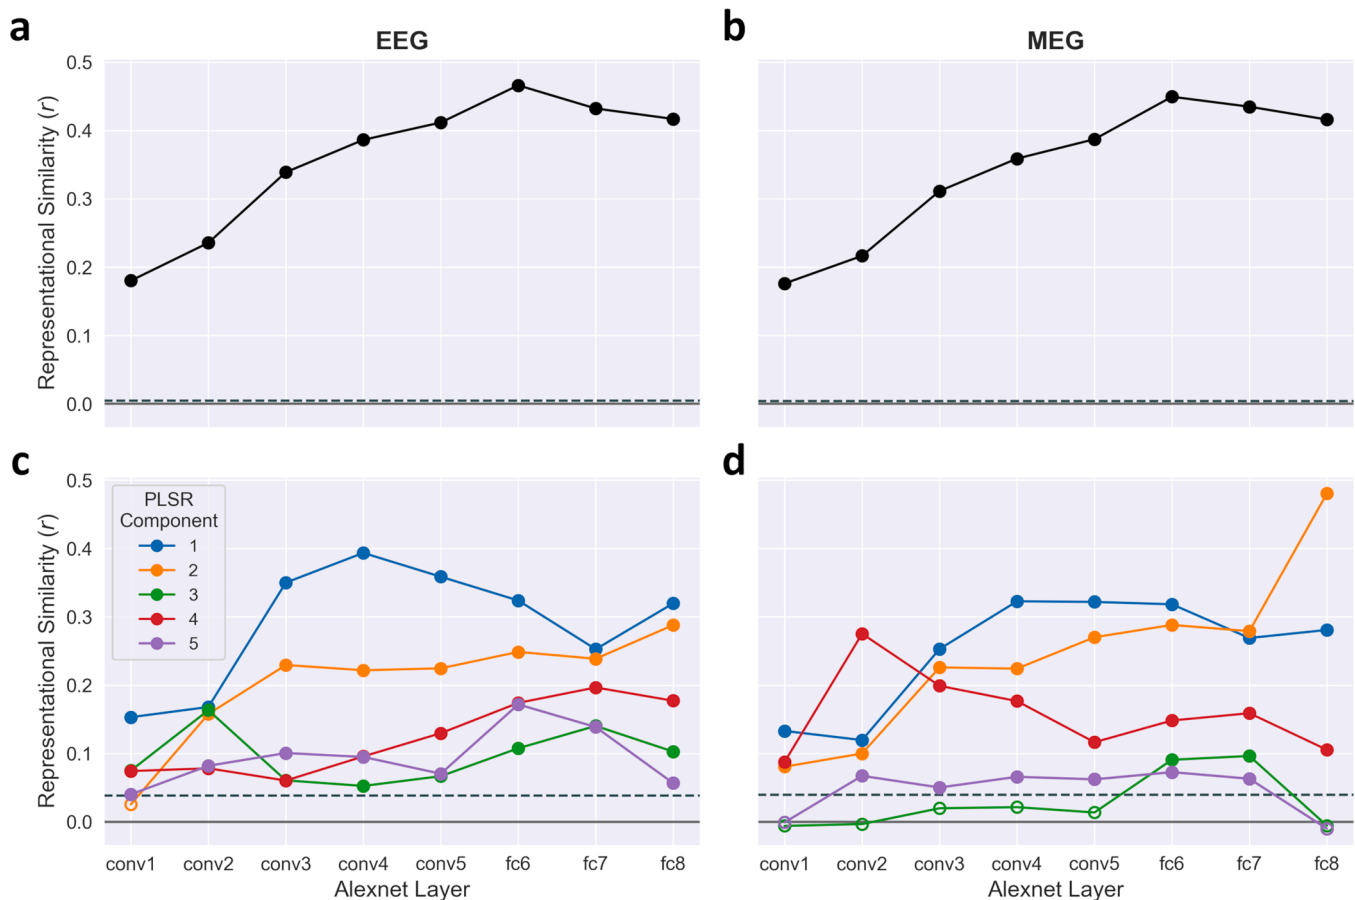 a
EEG
b
MEG
Representational Similarity (r)
0.5
0.4
0.3
0.2
0.1
0.0
c
d
Representational Similarity (r)
0.5
0.4
0.3
0.2
0.1
0.0
PLSR
Component
1
2
3
4
5
conv1 conv2 conv3 conv4 conv5 fc6 fc7 fc8
Alexnet Layer
conv1 conv2 conv3 conv4 conv5 fc6 fc7 fc8
Alexnet Layer